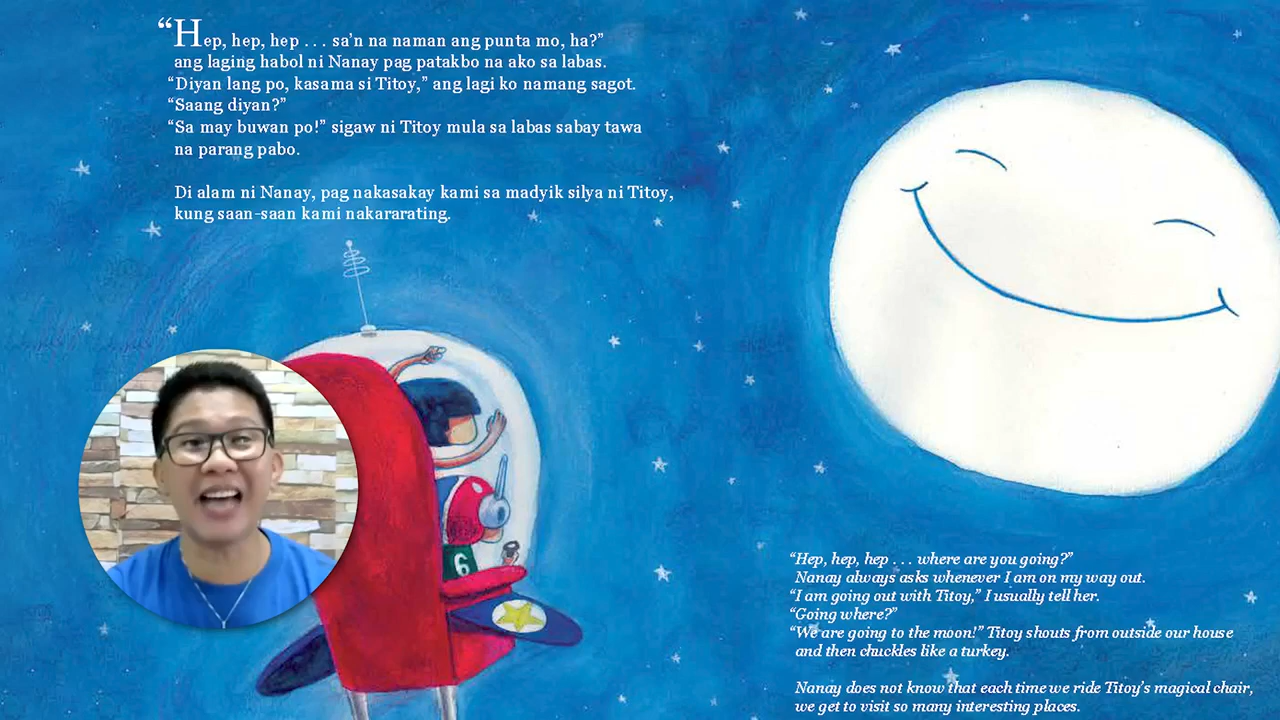 “Hep, hep, hep . . . sa’n na naman ang punta mo, ha?”
ang laging habol ni Nanay pag patakbo na ako sa labas.
“Diyan lang po, kasama si Titoy,” ang lagi ko namang sagot.
“Saang diyan?”
“Sa may buwan po!” sigaw ni Titoy mula sa labas sabay tawa
na parang pabo.
Di alam ni Nanay, pag nakasakay kami sa madyik silya ni Titoy,
kung saan-saan kami nakararating.
6
“Hep, hep, hep . . . where are you going?”
Nanay always asks whenever I am on my way out.
“I am going out with Titoy,” I usually tell her.
“Going where?”
“We are going to the moon!” Titoy shouts from outside our house
and then chuckles like a turkey.
Nanay does not know that each time we ride Titoy’s magical chair,
we get to visit so many interesting places.